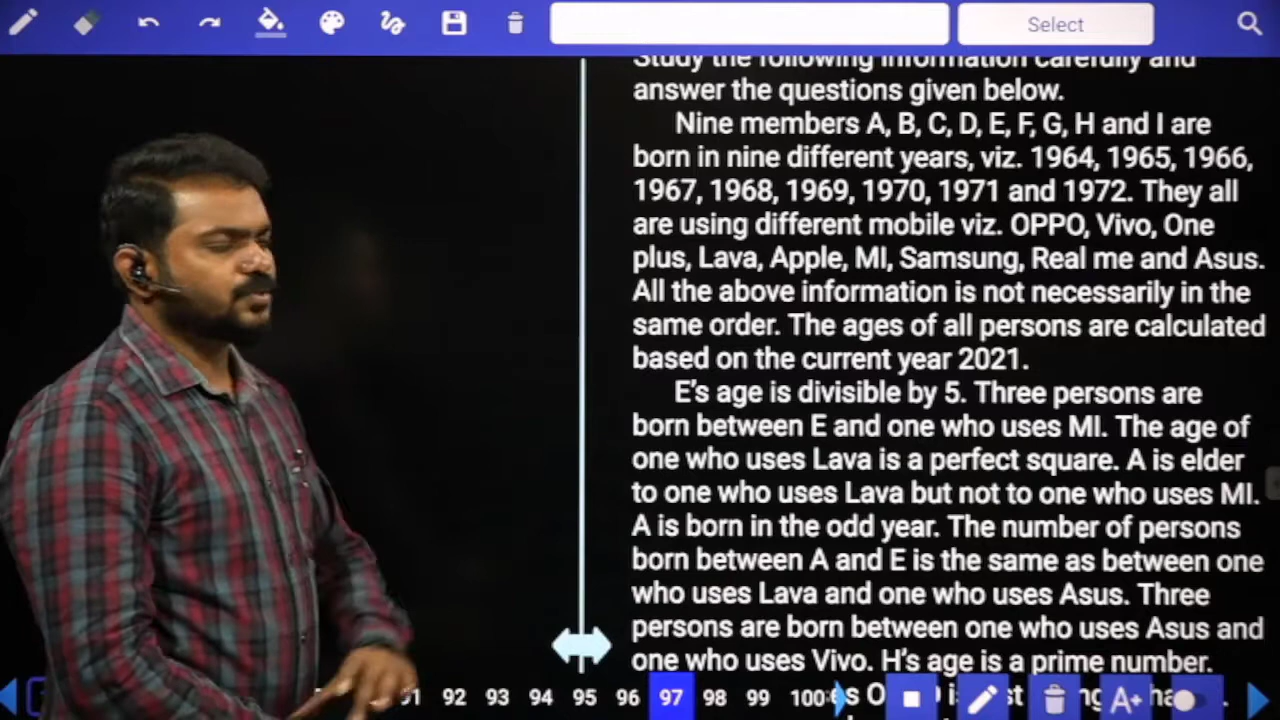 Select
Study the following information carefully and
answer the questions given below.
Nine members A, B, C, D, E, F, G, H and I are
born in nine different years, viz. 1964, 1965, 1966,
1967, 1968, 1969, 1970, 1971 and 1972. They all
are using different mobile viz. OPPO, Vivo, One
plus, Lava, Apple, MI, Samsung, Real me and Asus.
All the above information is not necessarily in the
same order. The ages of all persons are calculated
based on the current year 2021.
E's age is divisible by 5. Three persons are
born between E and one who uses MI. The age of
one who uses Lava is a perfect square. A is elder
to one who uses Lava but not to one who uses MI.
A is born in the odd year. The number of persons
born between A and E is the same as between one
who uses Lava and one who uses Asus. Three
persons are born between one who uses Asus and
one who uses Vivo. H's age is a prime number.
91 92 93 94 95 96 97 98 99 100 A+